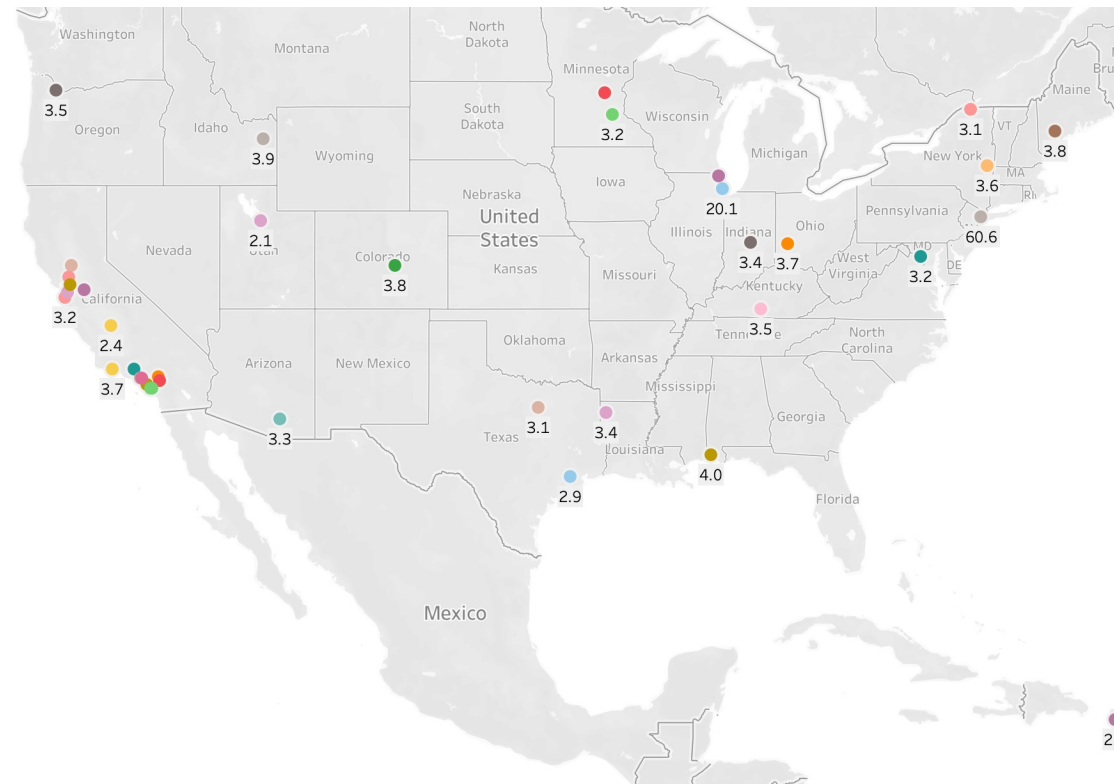 Washington
North
Dakota
Montana
Minnesota
Maine
3.5
Oregon
Idaho
South
Dakota
3.2
Wisconsin
3.1
VT
3.9
Wyoming
Michigan
New York
3.8
3.6
MA
Iowa
Nebraska
20.1
Pennsylvania
RI
United
States
Illinois
Indiana
Ohio
60.6
2.1
Utah
Nevada
Colorado
3.8
Kansas
Missouri
3.4
3.7
West
Virginia
MD
3.2
DE
Kentucky
California
3.2
2.4
Oklahoma
3.5
North
Carolina
Arizona
New Mexico
Arkansas
3.7
Mississippi
Georgia
3.3
Texas
3.1
3.4
Louisiana
4.0
2.9
Florida
Mexico